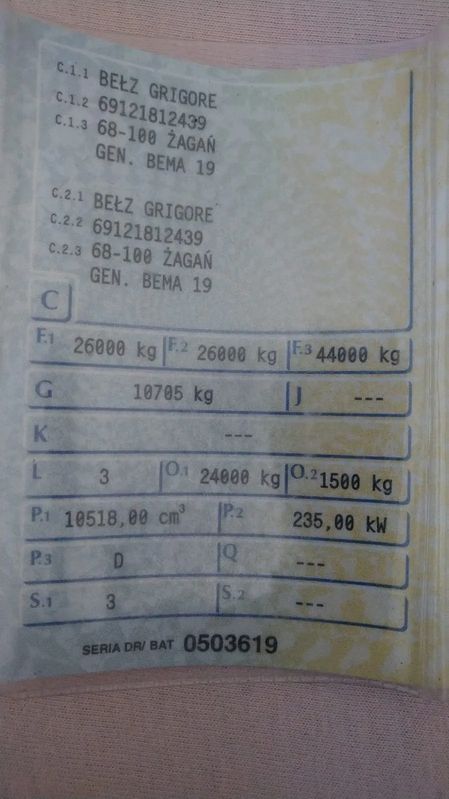 C.1.1 BEŁZ GRIGORE
C.1.2 69121812439
C.1.3 68-100 ŻAGAŃ
GEN. BEMA 19
C.2.1 BEŁZ GRIGORE
C.2.2 69121812439
C.2.3 68-100 ŻAGAŃ
GEN. BEMA 19
C
F.1 26000 kg F.2 26000 kg F.3 44000 kg
G 10705 kg J ---
K ---
L 3 O.1 24000 kg O.2 1500 kg
P.1 10518,00 cm³ P.2 235,00 kW
P.3 D Q ---
S.1 3 S.2 ---
SERIA DR/ BAT 0503619